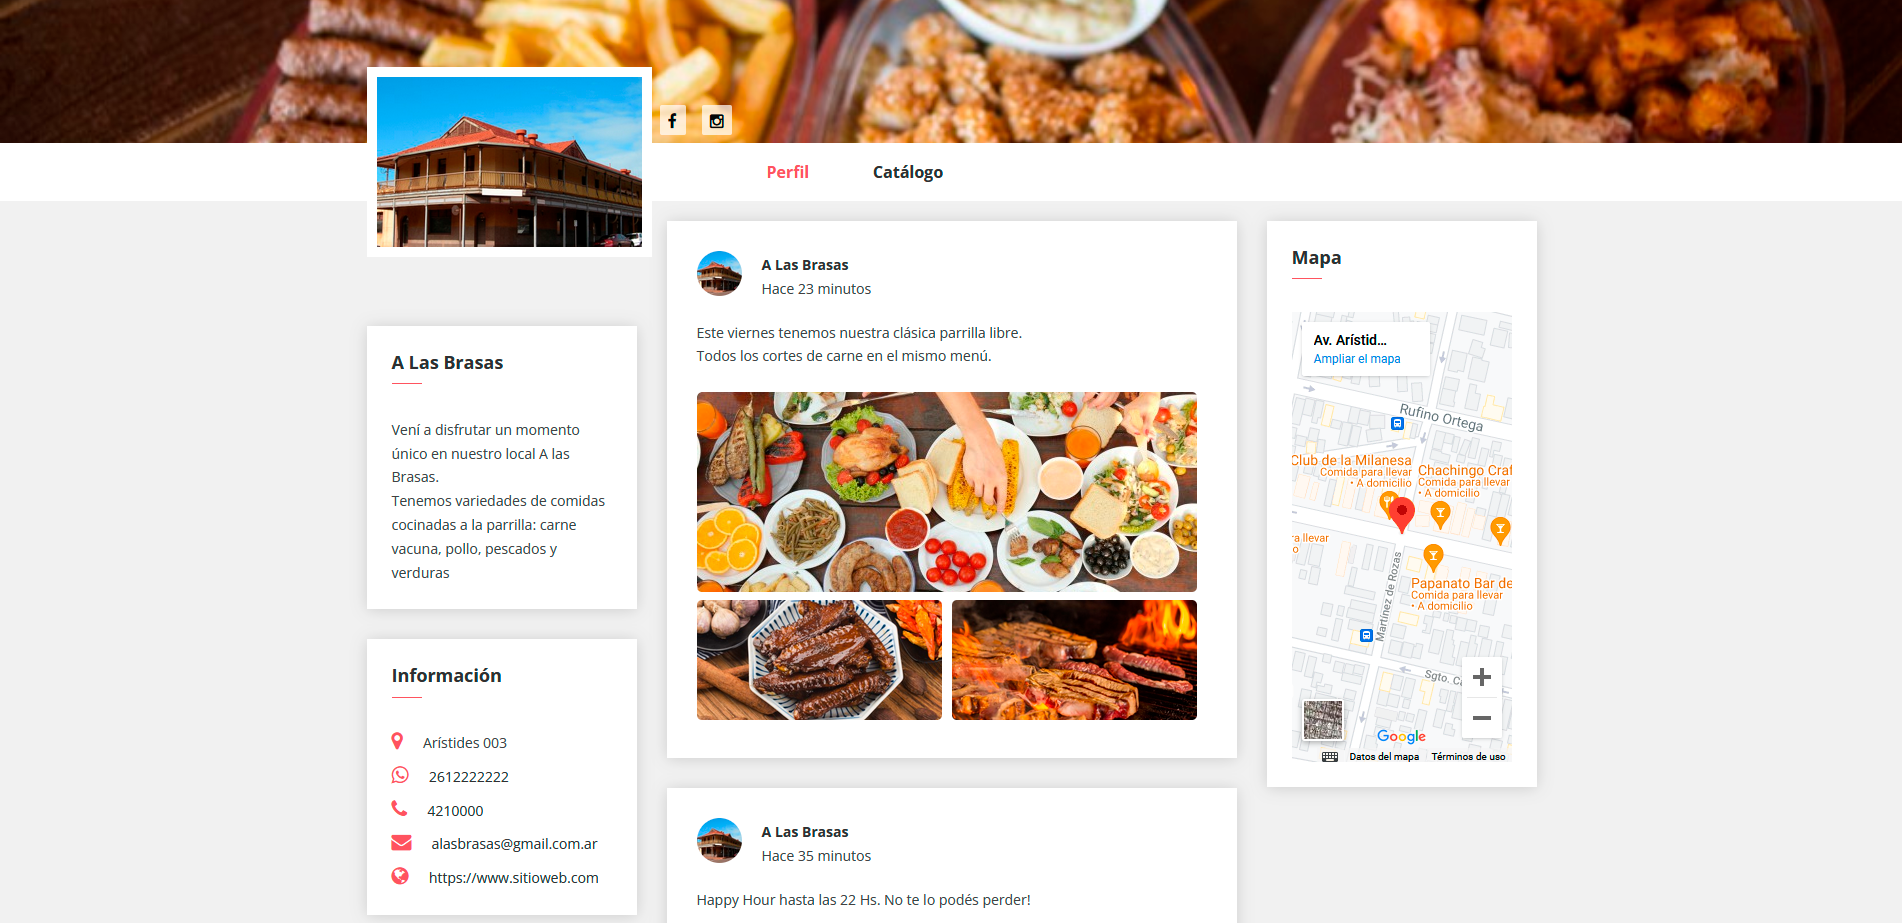 Perfil
Catálogo
A Las Brasas
Vení a disfrutar un momento
único en nuestro local A las
Brasas.
Tenemos variedades de comidas
cocinadas a la parrilla: carne
vacuna, pollo, pescados y
verduras
Información
Arístides 003
2612222222
4210000
alasbrasas@gmail.com.ar
https://www.sitioweb.com
A Las Brasas
Hace 23 minutos
Este viernes tenemos nuestra clásica parrilla libre.
Todos los cortes de carne en el mismo menú.
A Las Brasas
Hace 35 minutos
Happy Hour hasta las 22 Hs. No te lo podés perder!
Mapa
Av. Arístid...
Ampliar el mapa
Rufino Ortega
Club de la Milanesa
Comida para llevar
• A domicilio
Chachingo Craf
Comida para llevar
• A domicilio
ra llevar
o
Papanato Bar de
Comida para llevar
• A domicilio
Martínez de Rozas
Sgto. Ca
Google
Datos del mapa
Términos de uso